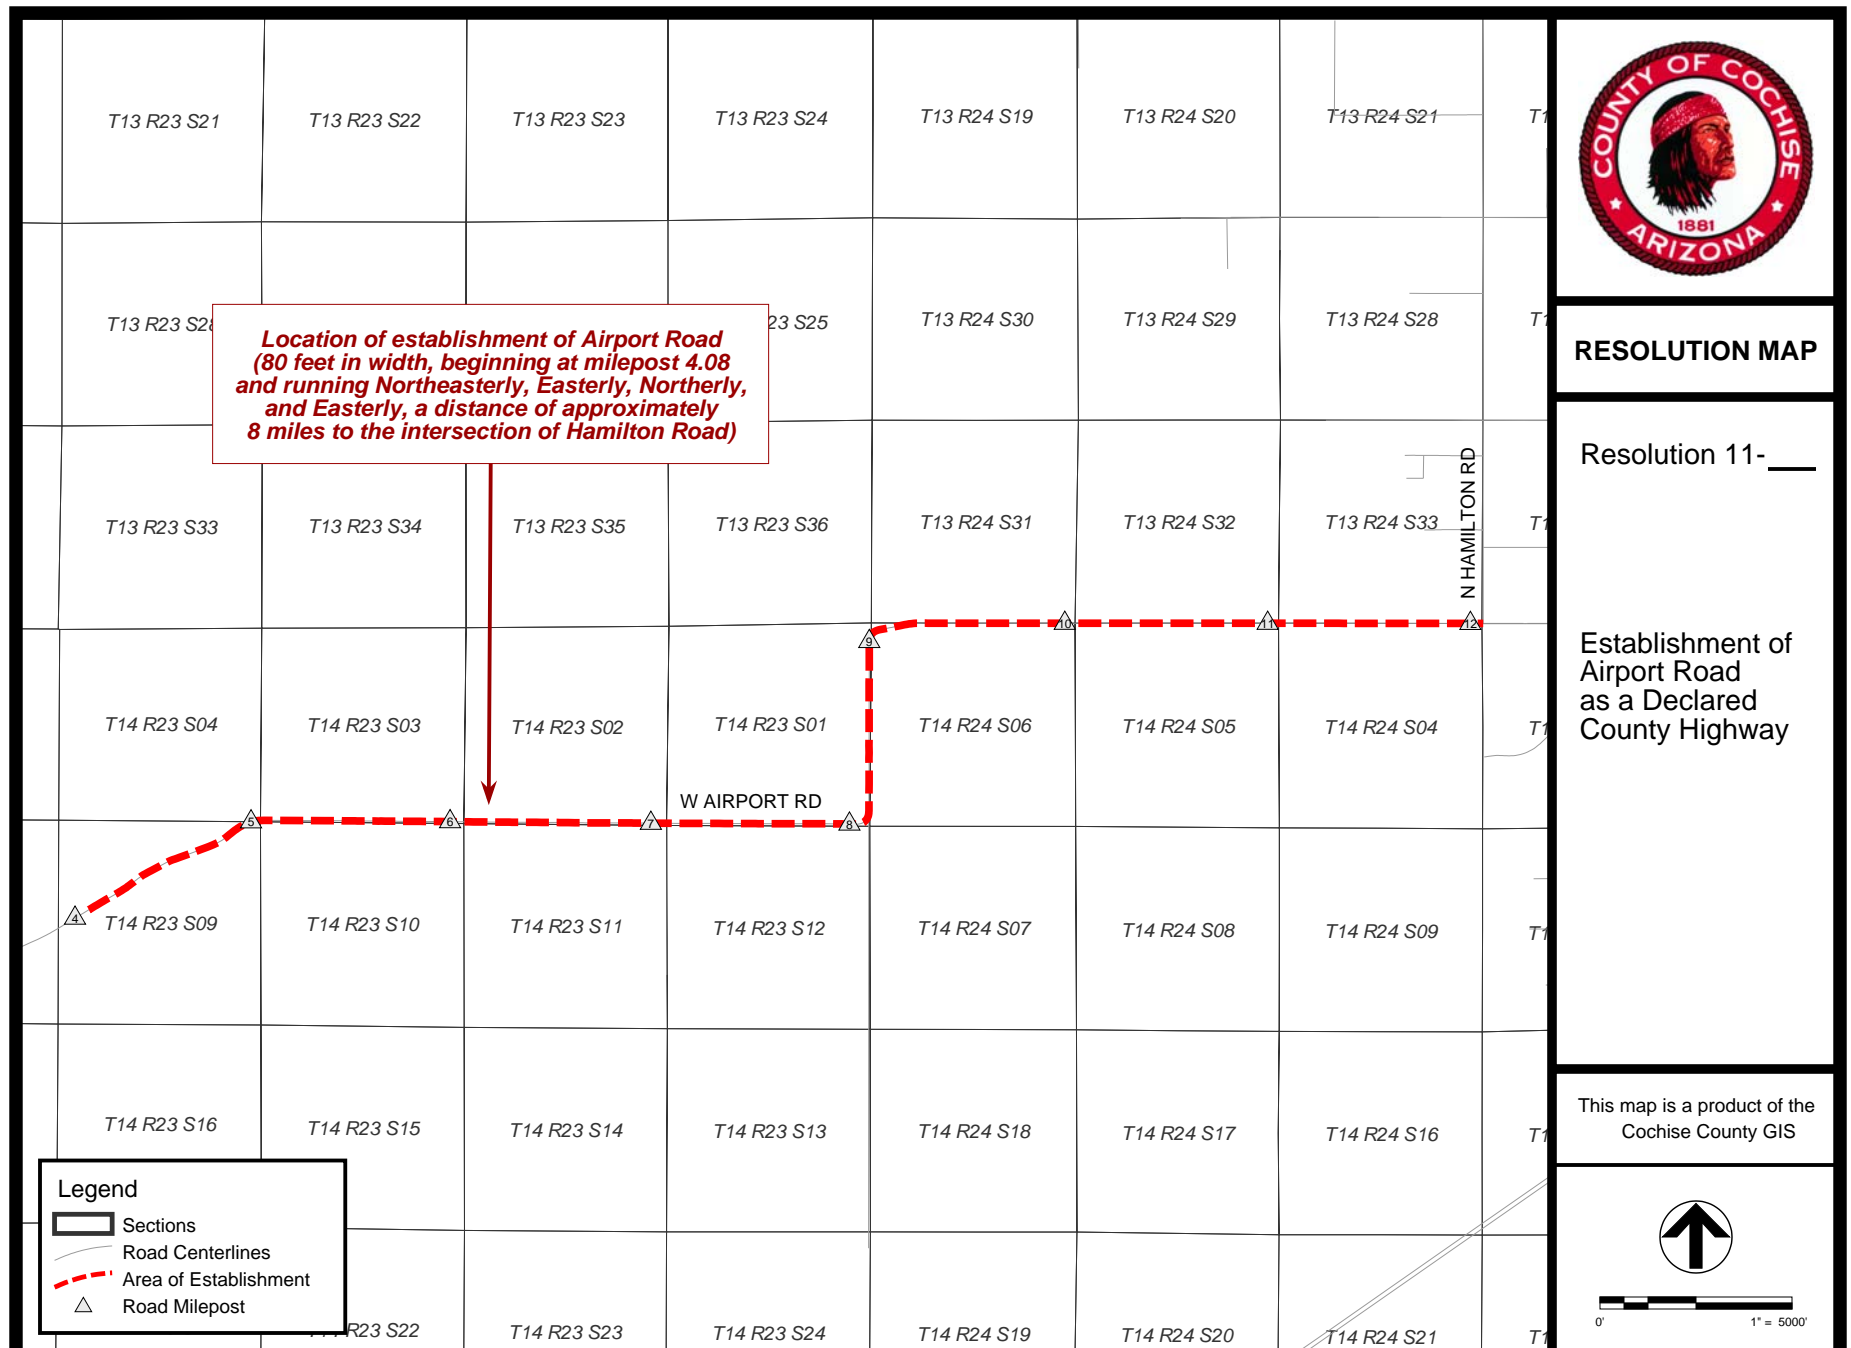 T13 R23 S21
T13 R23 S22
T13 R23 S23
T13 R23 S24
T13 R24 S19
T13 R24 S20
T13 R24 S21
T1
T13 R23 S28
23 S25
T13 R24 S30
T13 R24 S29
T13 R24 S28
T1
Location of establishment of Airport Road
(80 feet in width, beginning at milepost 4.08
and running Northeasterly, Easterly, Northerly,
and Easterly, a distance of approximately
8 miles to the intersection of Hamilton Road)
T13 R23 S33
T13 R23 S34
T13 R23 S35
T13 R23 S36
T13 R24 S31
T13 R24 S32
T13 R24 S33
T1
N HAMILTON RD
9
10
11
12
T14 R23 S04
T14 R23 S03
T14 R23 S02
T14 R23 S01
T14 R24 S06
T14 R24 S05
T14 R24 S04
T1
W AIRPORT RD
4
5
6
7
8
T14 R23 S09
T14 R23 S10
T14 R23 S11
T14 R23 S12
T14 R24 S07
T14 R24 S08
T14 R24 S09
T1
T14 R23 S16
T14 R23 S15
T14 R23 S14
T14 R23 S13
T14 R24 S18
T14 R24 S17
T14 R24 S16
T1
R23 S22
T14 R23 S23
T14 R23 S24
T14 R24 S19
T14 R24 S20
T14 R24 S21
T1
Legend
Sections
Road Centerlines
Area of Establishment
Road Milepost
COUNTY OF COCHISE
1881
ARIZONA
RESOLUTION MAP
Resolution 11-___
Establishment of
Airport Road
as a Declared
County Highway
This map is a product of the
Cochise County GIS
0'
1" = 5000'